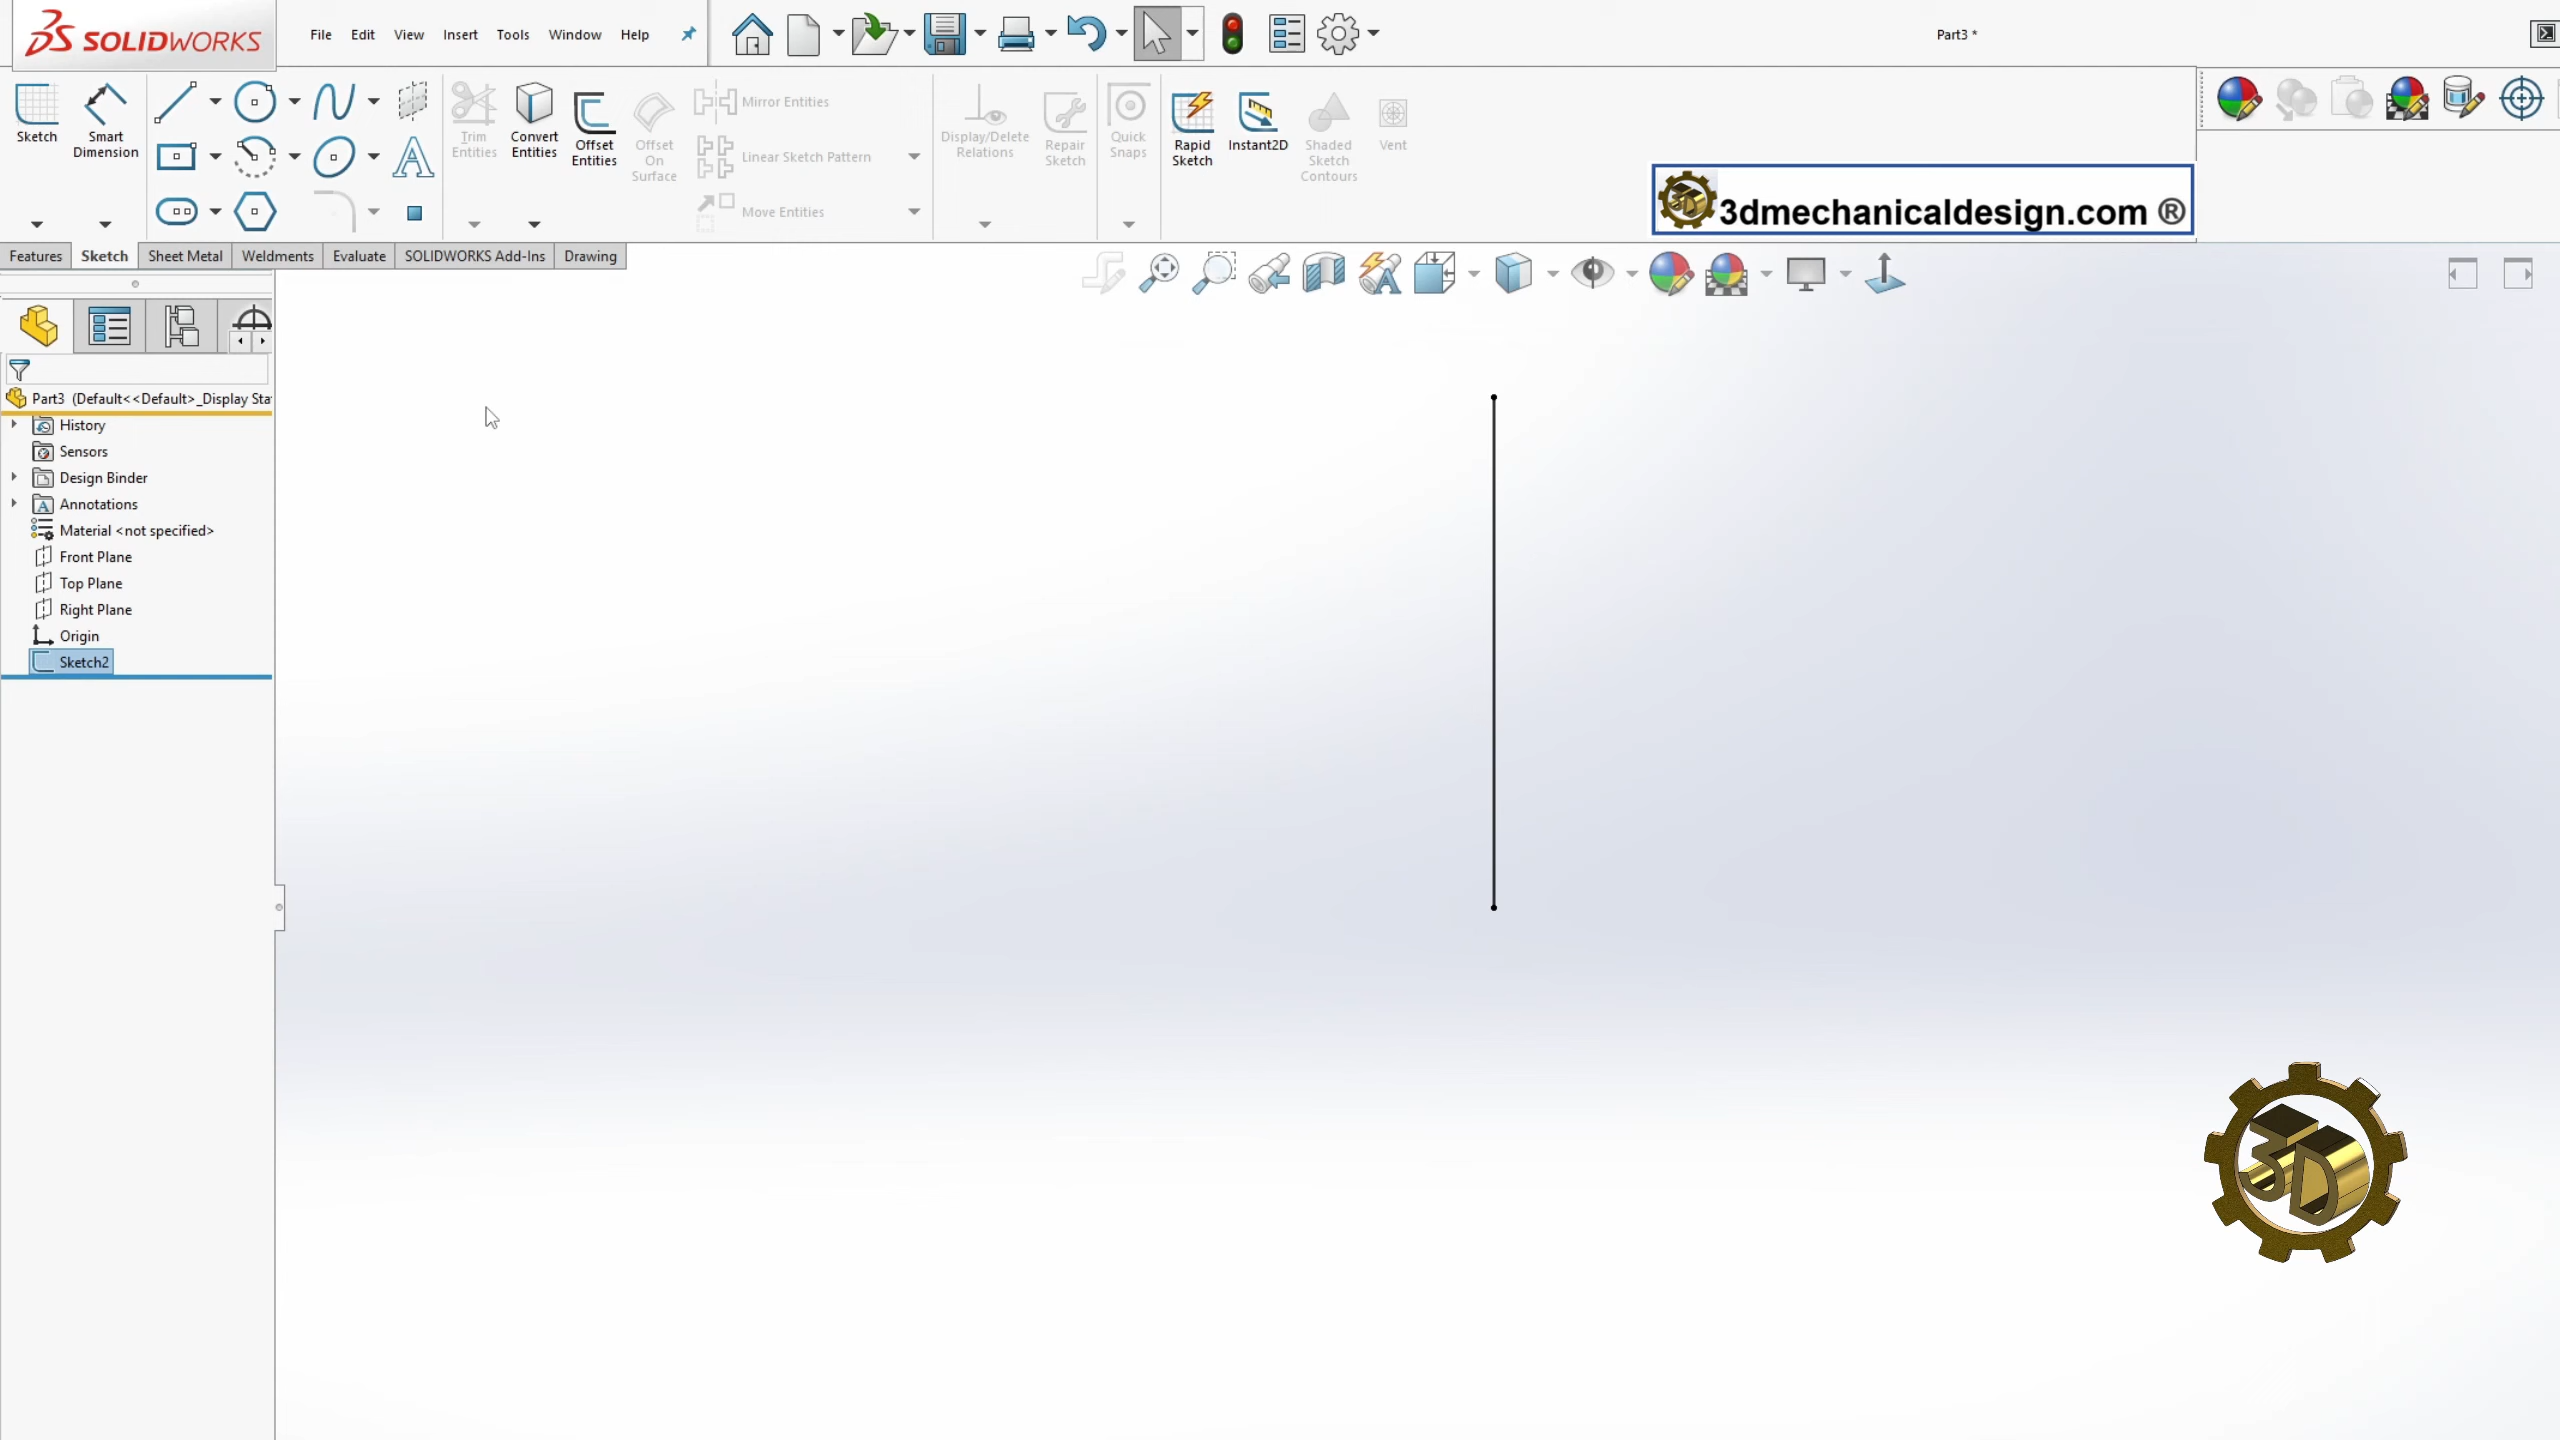 SOLIDWORKS
File Edit View Insert Tools Window Help
Part3 *
Sketch
Smart Dimension
Trim Entities
Convert Entities
Offset Entities
Offset On Surface
Mirror Entities
Linear Sketch Pattern
Move Entities
Display/Delete Relations
Repair Sketch
Quick Snaps
Rapid Sketch
Instant2D
Shaded Sketch Contours
Vent
3dmechanicaldesign.com ®
Features Sketch Sheet Metal Weldments Evaluate SOLIDWORKS Add-Ins Drawing
Part3 (Default<<Default>_Display Sta
History
Sensors
Design Binder
Annotations
Material <not specified>
Front Plane
Top Plane
Right Plane
Origin
Sketch2
3D